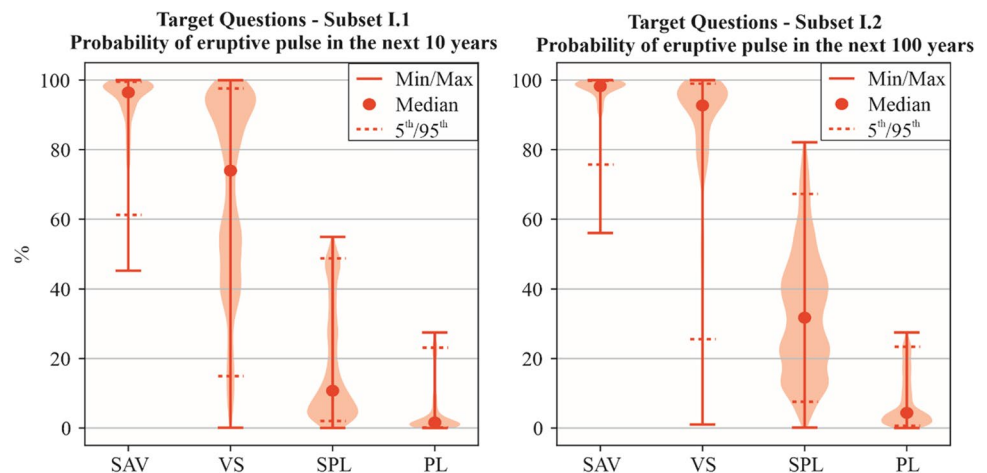 Target Questions - Subset I.1
Probability of eruptive pulse in the next 10 years
%
100
80
60
40
20
0
SAV VS SPL PL
Min/Max
Median
5th/95th
Target Questions - Subset I.2
Probability of eruptive pulse in the next 100 years
100
80
60
40
20
0
SAV VS SPL PL
Min/Max
Median
5th/95th